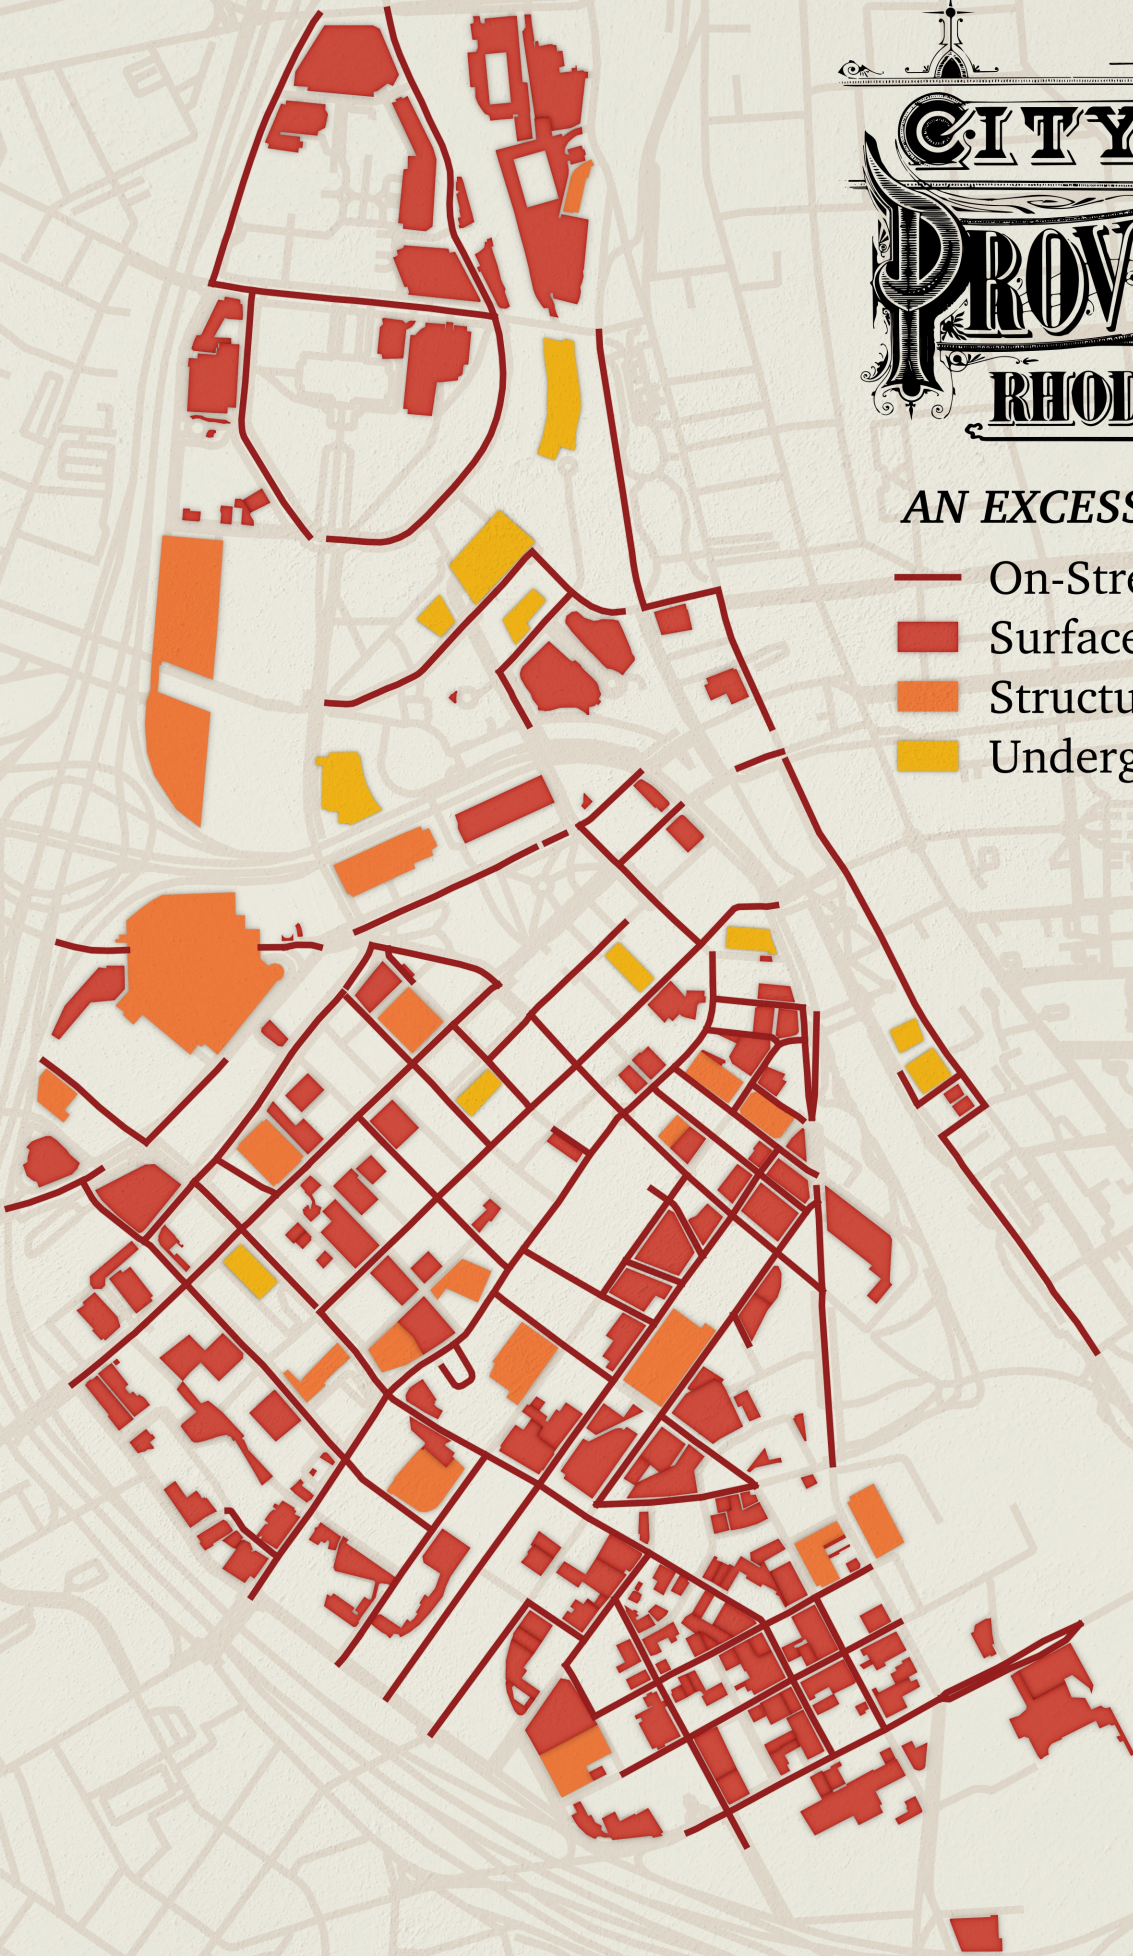 CITY
PROV
RHOD
AN EXCESS
On-Stre
Surface
Structu
Underg